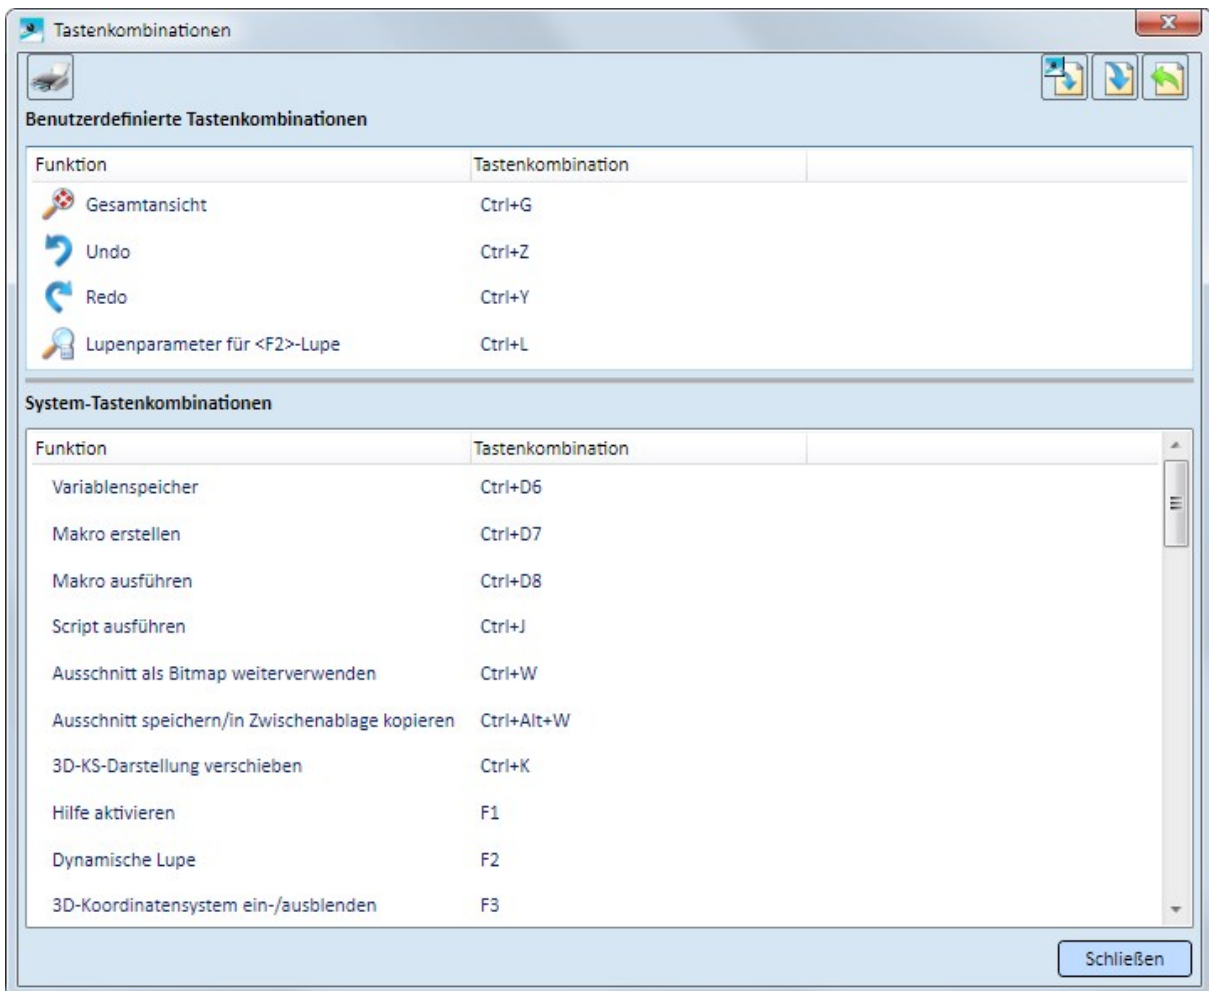 Tastenkombinationen
Benutzerdefinierte Tastenkombinationen
Funktion Tastenkombination
Gesamtansicht Ctrl+G
Undo Ctrl+Z
Redo Ctrl+Y
Lupenparameter für <F2>-Lupe Ctrl+L
System-Tastenkombinationen
Funktion Tastenkombination
Variablenspeicher Ctrl+D6
Makro erstellen Ctrl+D7
Makro ausführen Ctrl+D8
Script ausführen Ctrl+J
Ausschnitt als Bitmap weiterverwenden Ctrl+W
Ausschnitt speichern/in Zwischenablage kopieren Ctrl+Alt+W
3D-KS-Darstellung verschieben Ctrl+K
Hilfe aktivieren F1
Dynamische Lupe F2
3D-Koordinatensystem ein-/ausblenden F3
Schließen